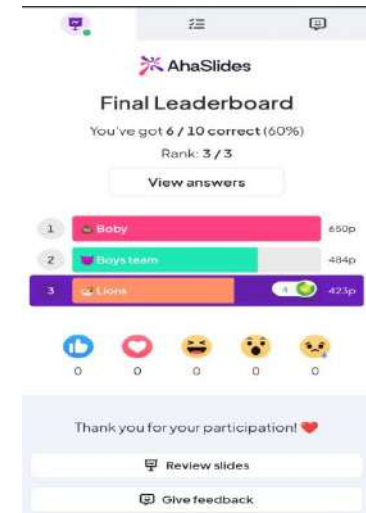 AhaSlides
Final Leaderboard
You've got 6 / 10 correct (60%)
Rank: 3 / 3
View answers
1 Boby 650p
2 Boys team 484p
3 Lions 4 423p
0 0 0 0 0
Thank you for your participation!
Review slides
Give feedback